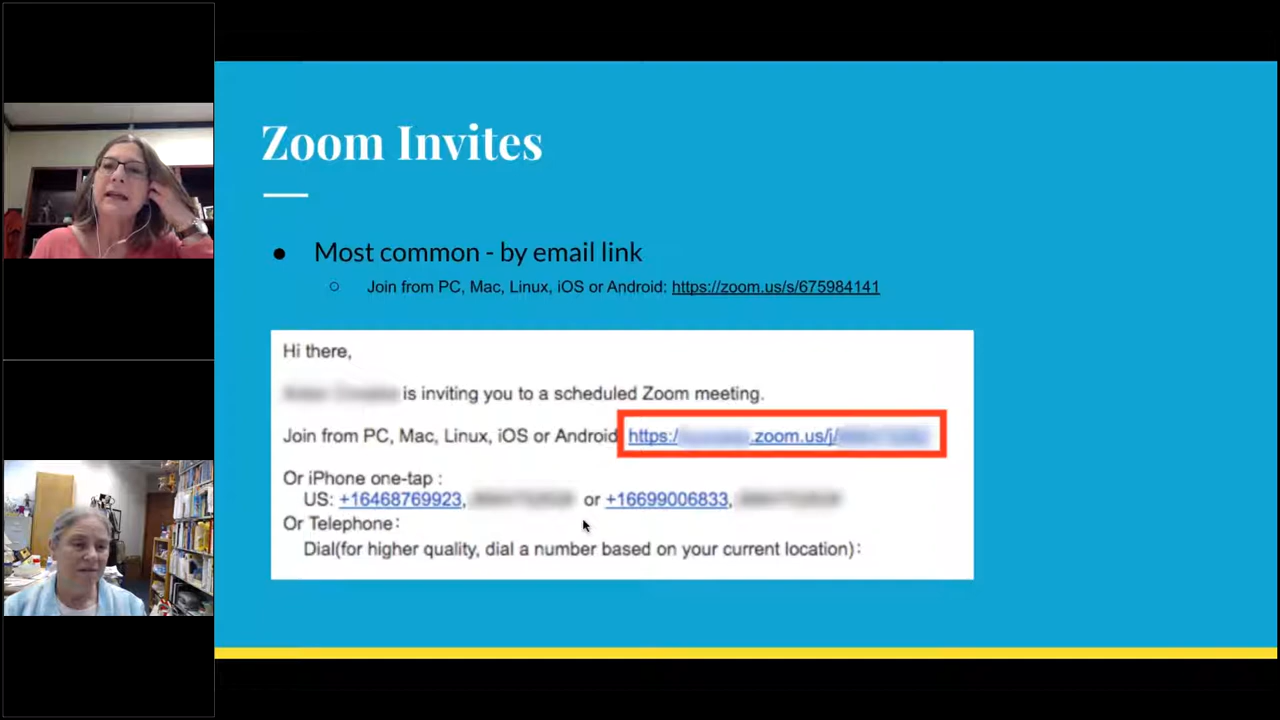 Zoom Invites
● Most common - by email link
○ Join from PC, Mac, Linux, iOS or Android: https://zoom.us/s/675984141
Hi there,
is inviting you to a scheduled Zoom meeting.
Join from PC, Mac, Linux, iOS or Android https:/ .zoom.us/j/
Or iPhone one-tap :
US: +16468769923, or +16699006833,
Or Telephone:
Dial(for higher quality, dial a number based on your current location):